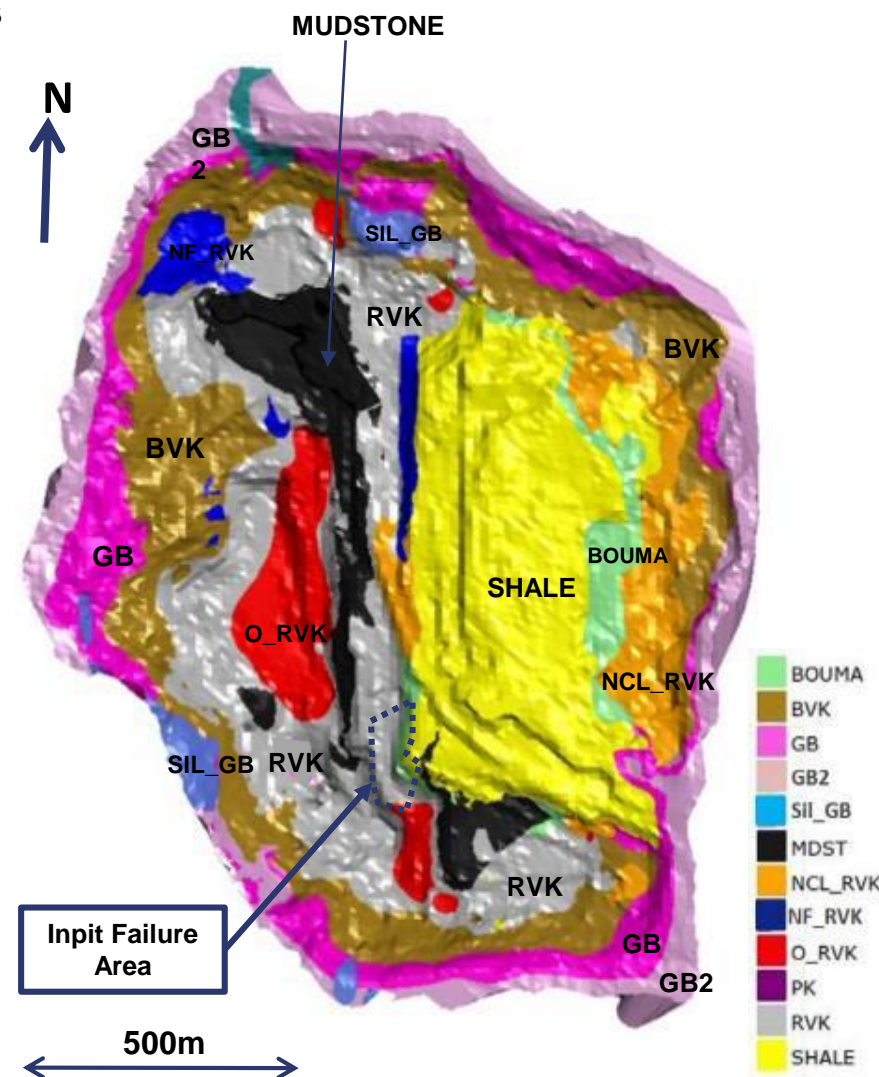 MUDSTONE
N
GB
2
NF_RVK
SIL_GB
RVK
BVK
BVK
GB
BOUMA
SHALE
O_RVK
NCL_RVK
SIL_GB
RVK
RVK
GB
GB2
Inpit Failure
Area
500m
BOUMA
BVK
GB
GB2
Sil_GB
MDST
NCL_RVK
NF_RVK
O_RVK
PK
RVK
SHALE